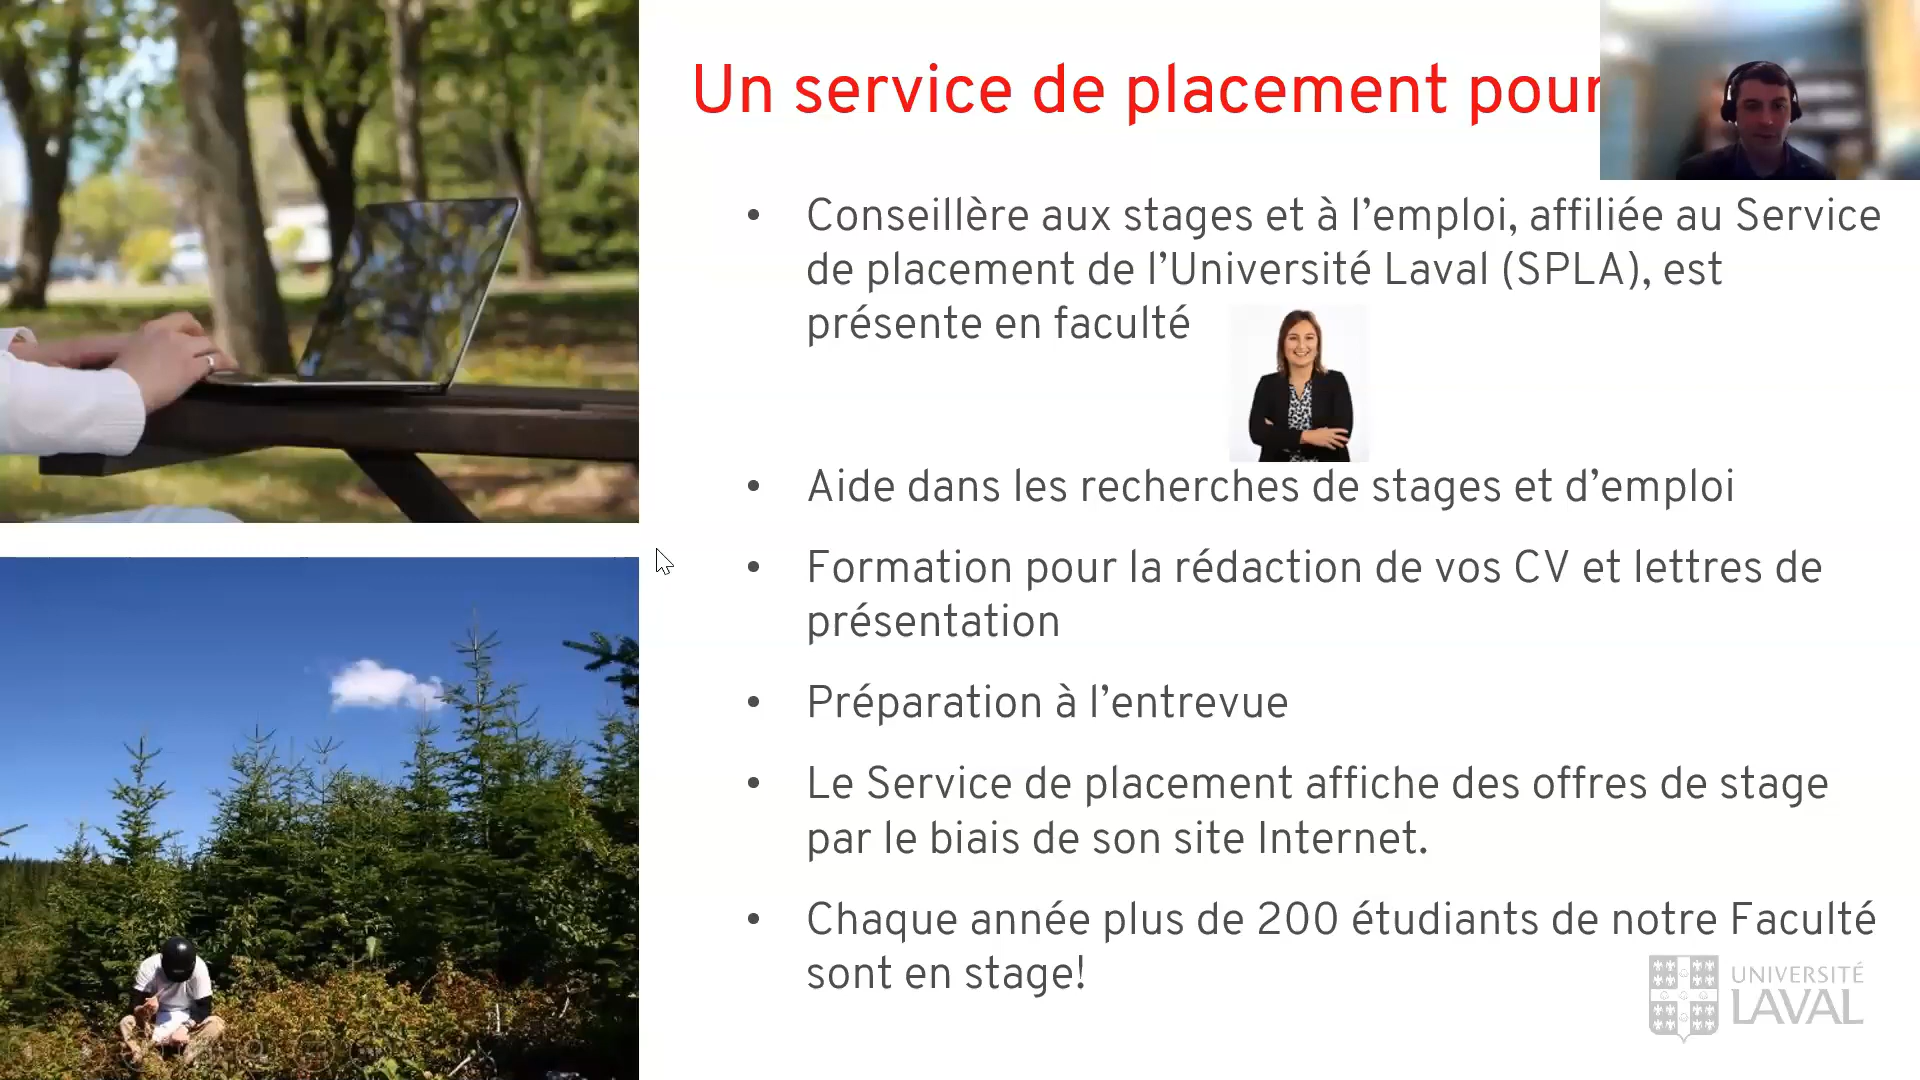 Un service de placement pour
• Conseillère aux stages et à l’emploi, affiliée au Service
de placement de l’Université Laval (SPLA), est
présente en faculté
• Aide dans les recherches de stages et d’emploi
• Formation pour la rédaction de vos CV et lettres de
présentation
• Préparation à l’entrevue
• Le Service de placement affiche des offres de stage
par le biais de son site Internet.
• Chaque année plus de 200 étudiants de notre Faculté
sont en stage!
UNIVERSITÉ
LAVAL